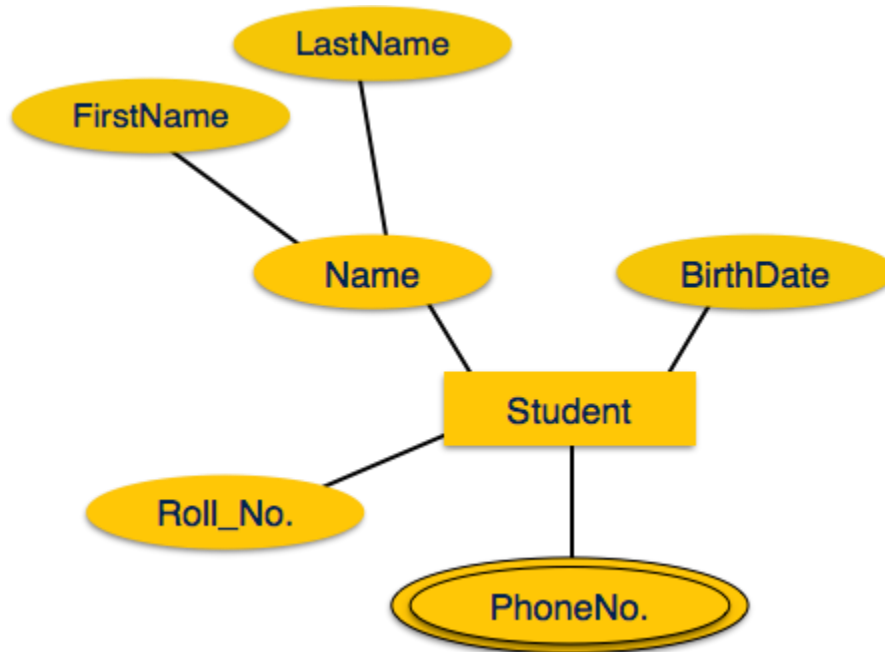 LastName
FirstName
Name
BirthDate
Student
Roll_No.
PhoneNo.